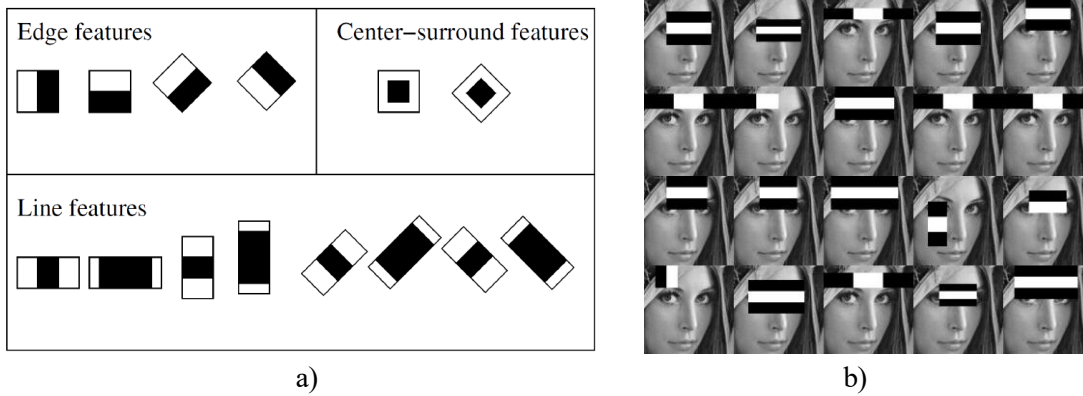 Edge features
Center−surround features
Line features
a)
b)